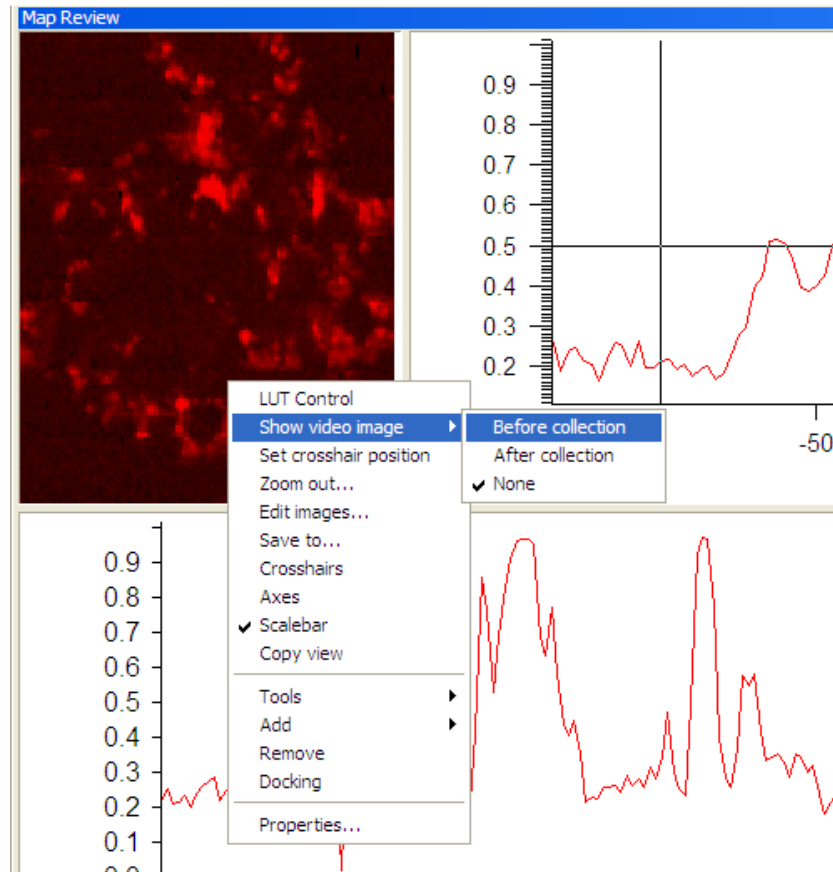 Map Review
0.9
0.8
0.7
0.6
0.5
0.4
0.3
0.2
-50
LUT Control
Show video image
Set crosshair position
Zoom out...
Edit images...
Save to...
Crosshairs
Axes
Scalebar
Copy view
Tools
Add
Remove
Docking
Properties...
Before collection
After collection
None
0.9
0.8
0.7
0.6
0.5
0.4
0.3
0.2
0.1
0.0